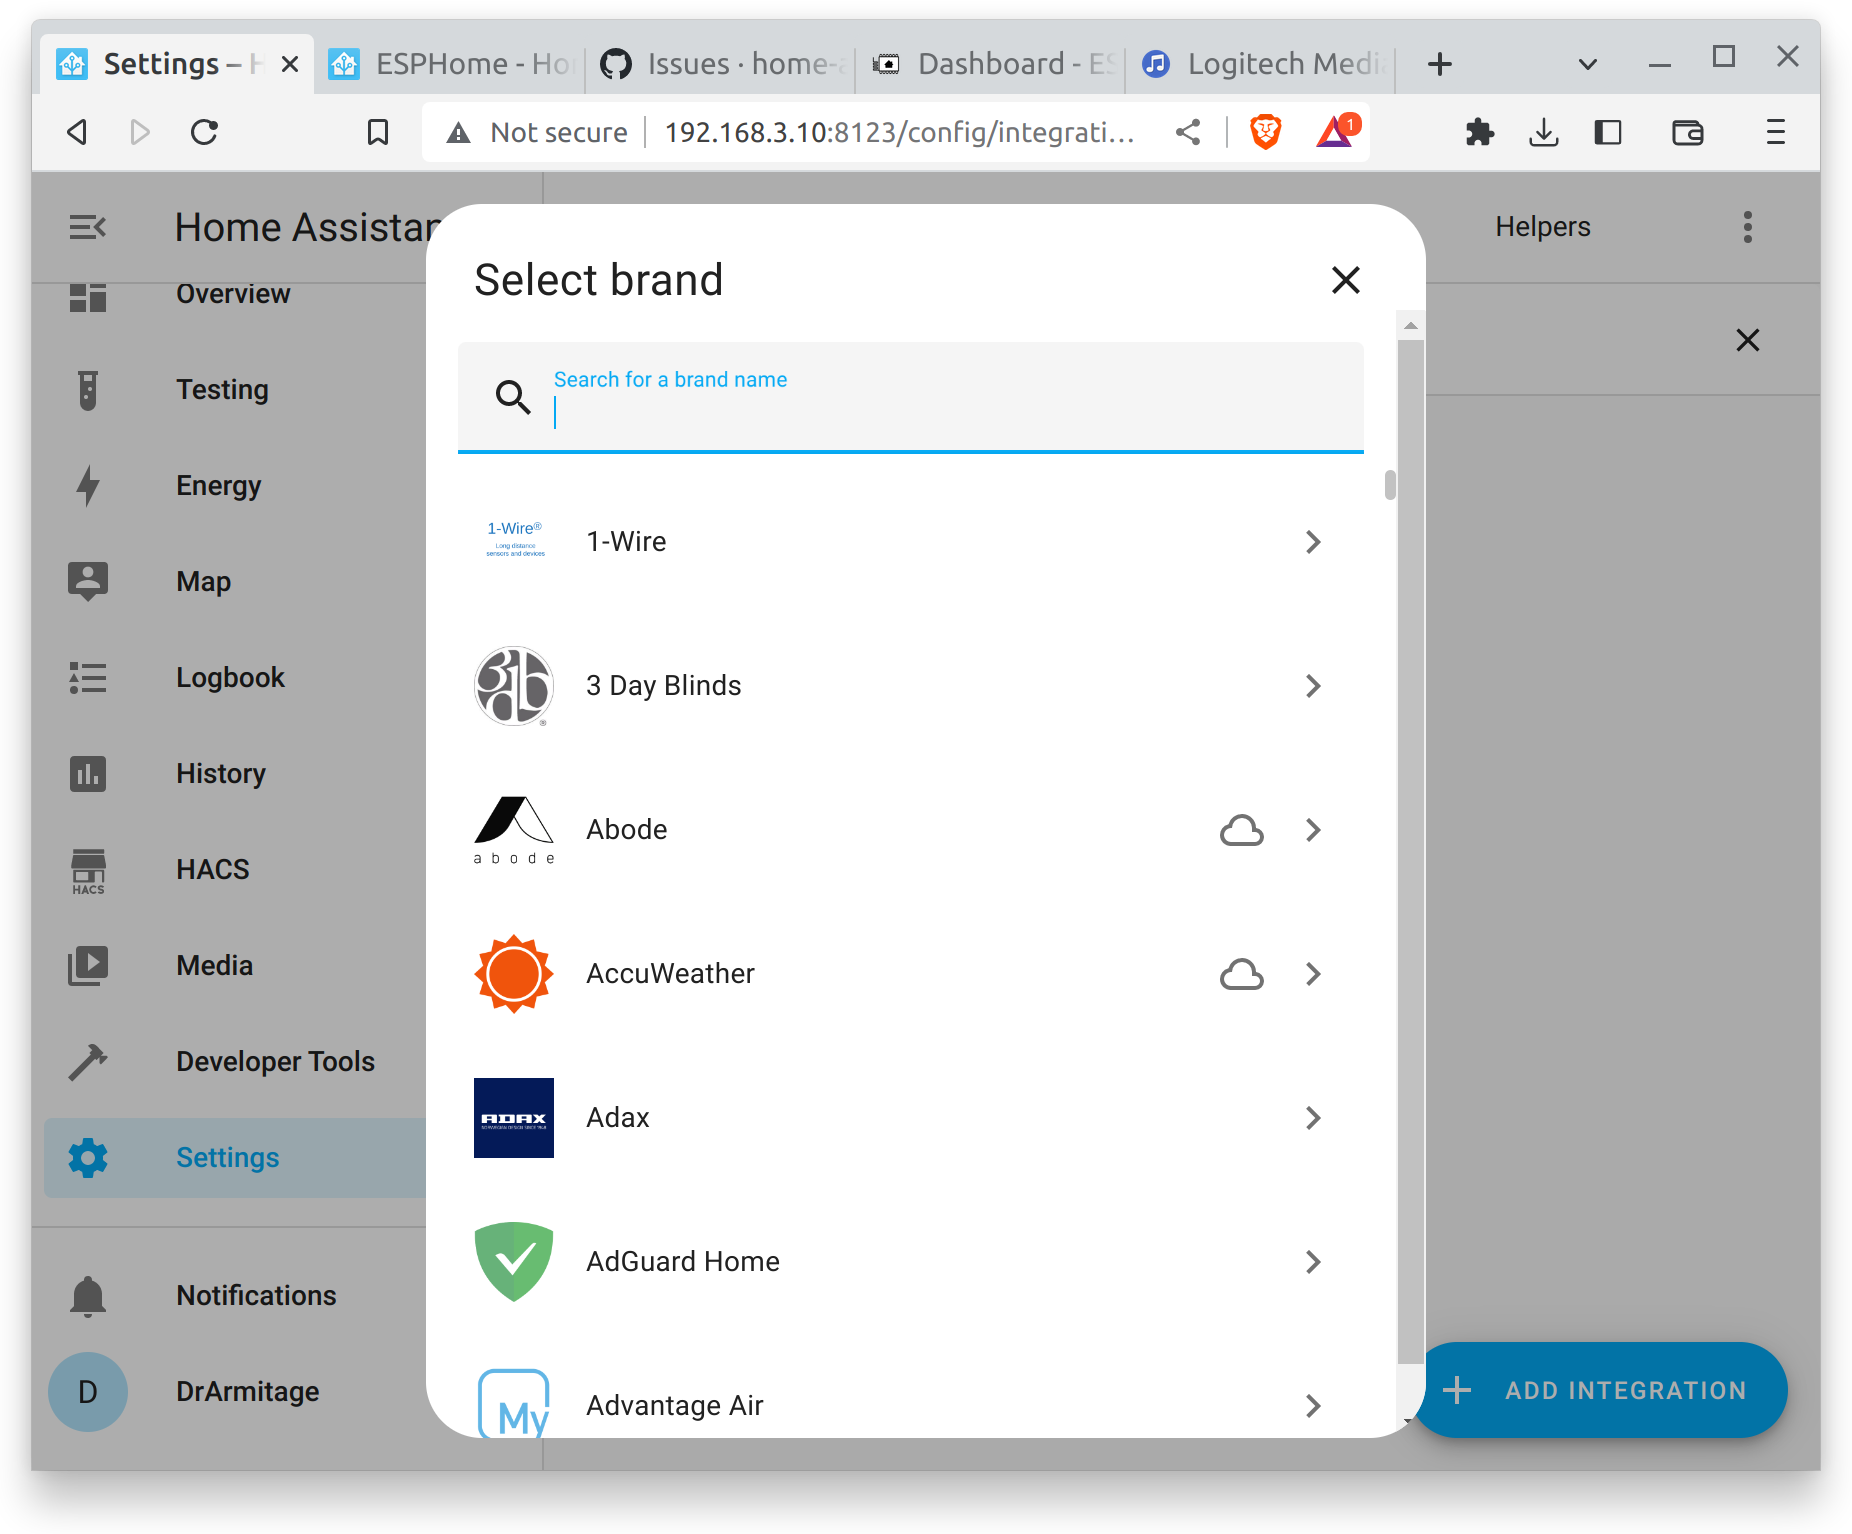 Settings – H
ESPHome - Ho
Issues · home-a
Dashboard - ES
Logitech Media
Not secure
192.168.3.10:8123/config/integrati...
1
Home Assistan
Helpers
Overview
Testing
Energy
Map
Logbook
History
HACS
HACS
Media
Developer Tools
Settings
Notifications
D
DrArmitage
Select brand
Search for a brand name
1-Wire®
Long distance
sensors and devices
1-Wire
3 Day Blinds
abode
Abode
AccuWeather
ADAX
Adax
AdGuard Home
My
Advantage Air
ADD INTEGRATION